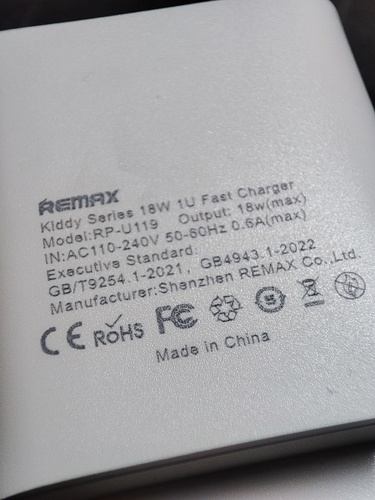 REMAX
Kiddy Series 18W 1U Fast Charger
Model:RP-U119 Output: 18w(max)
IN:AC110-240V 50-60Hz 0.6A(max)
Executive Standard:
GB/T9254.1-2021, GB4943.1-2022
Manufacturer:Shenzhen REMAX Co.,Ltd.
CE RoHS FC
Made in China